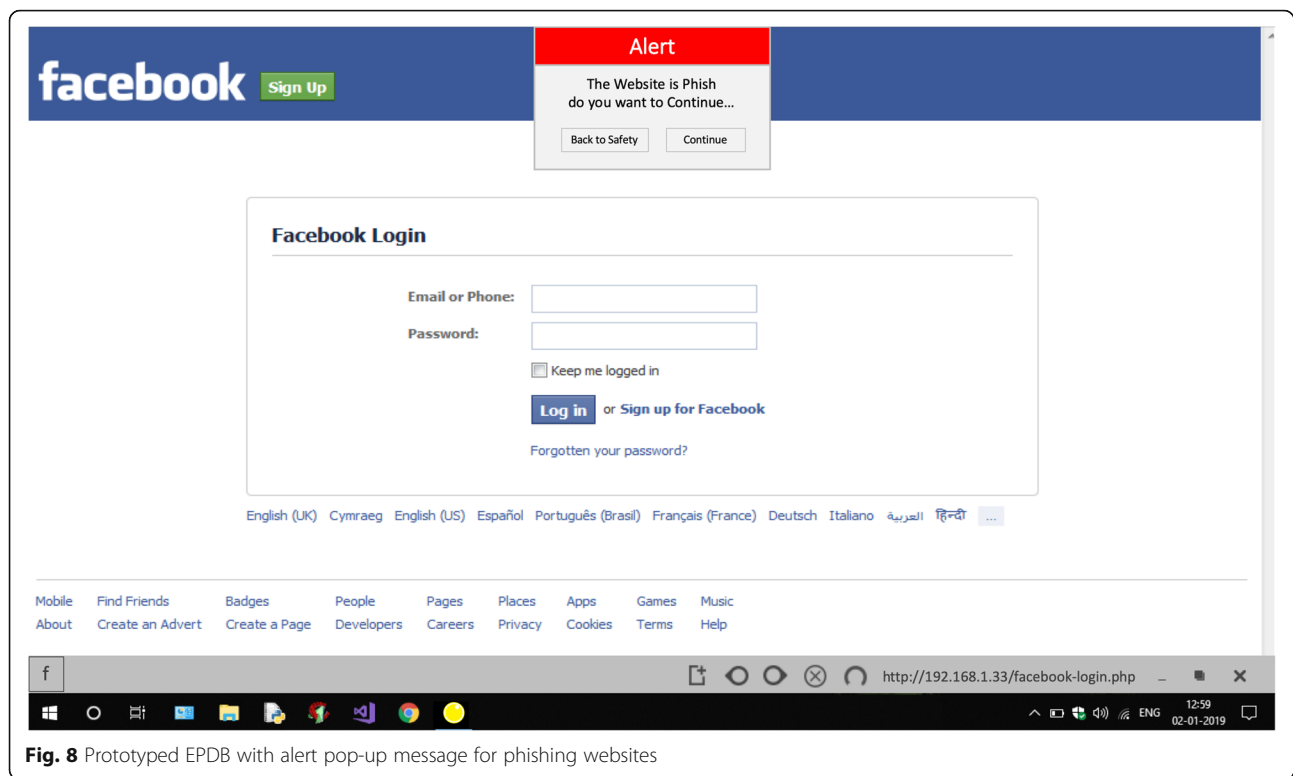 facebook Sign Up
Alert
The Website is Phish
do you want to Continue...
Back to Safety Continue
Facebook Login
Email or Phone:
Password:
Keep me logged in
Log in or Sign up for Facebook
Forgotten your password?
English (UK) Cymraeg English (US) Español Português (Brasil) Français (France) Deutsch Italiano العربية हिन्दी ...
Mobile Find Friends Badges People Pages Places Apps Games Music
About Create an Advert Create a Page Developers Careers Privacy Cookies Terms Help
f http://192.168.1.33/facebook-login.php
ENG 12:59
02-01-2019
Fig. 8 Prototyped EPDB with alert pop-up message for phishing websites